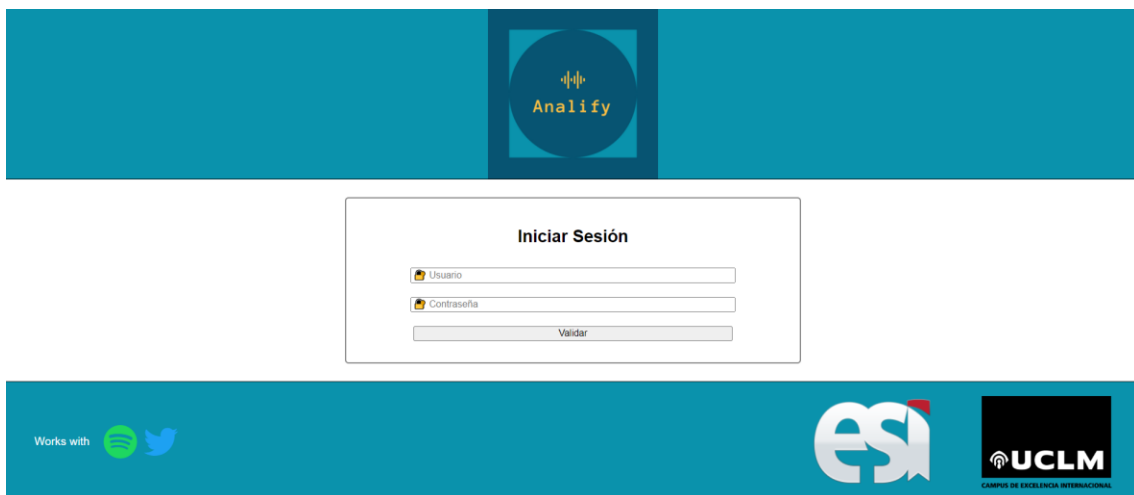 Analify
Iniciar Sesión
Usuario
Contraseña
Validar
Works with
esi
UCLM
CAMPUS DE EXCELENCIA INTERNACIONAL